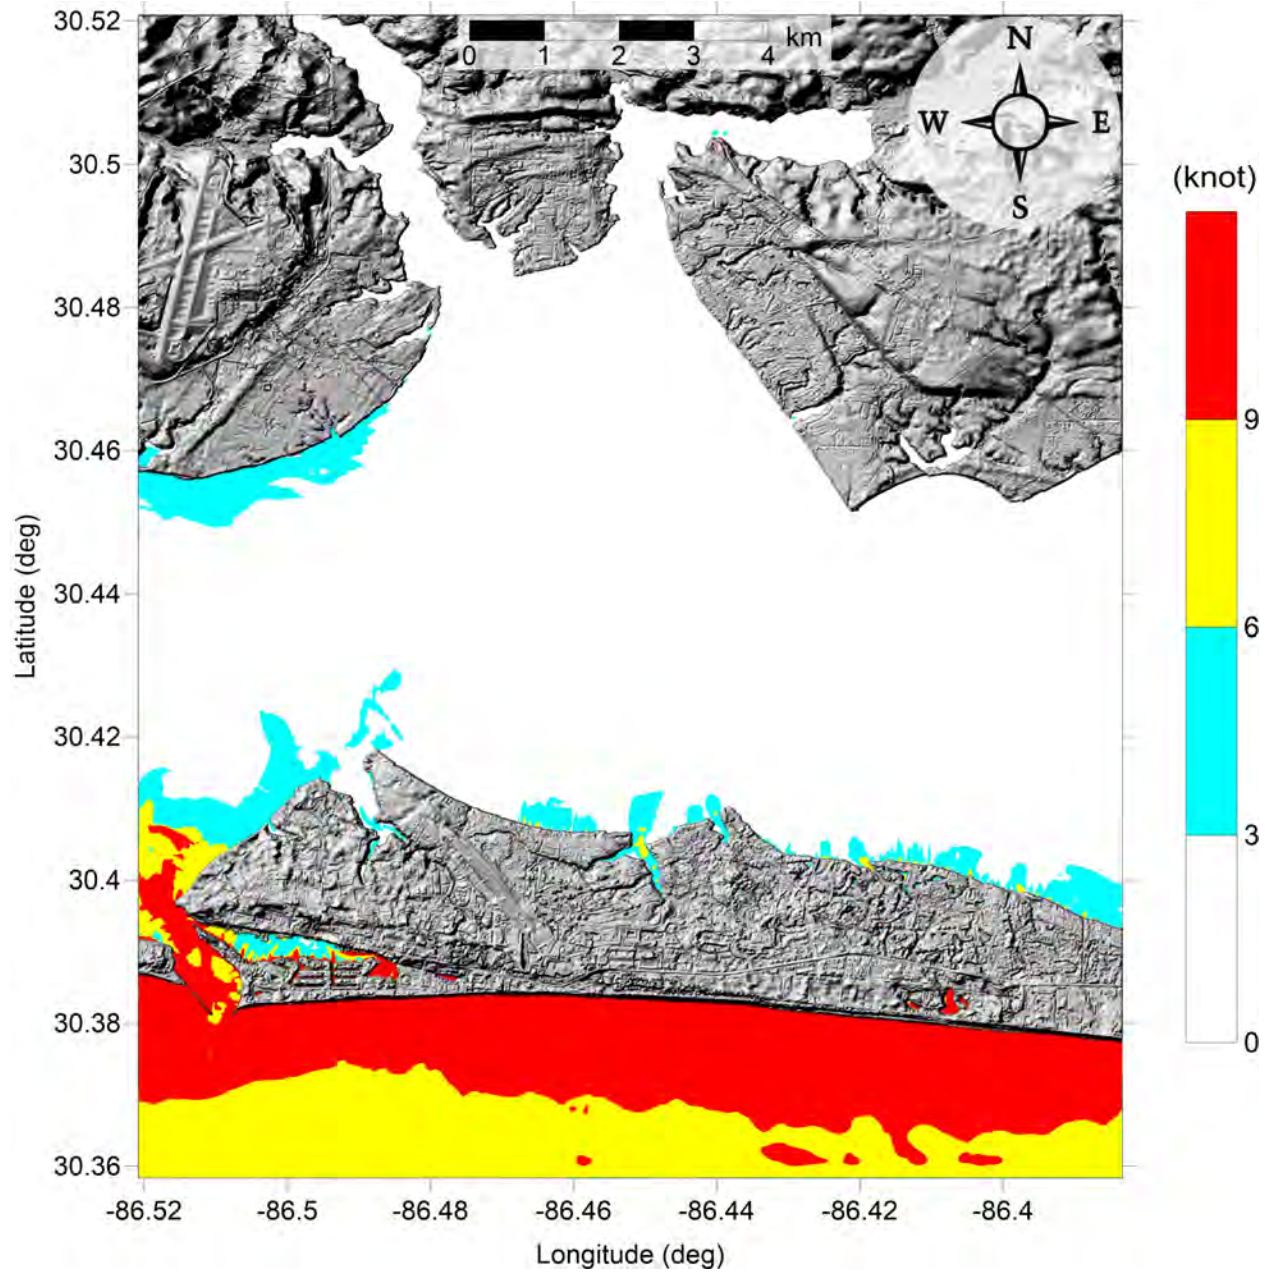 30.52
0 1 2 3 4 km
N
W E
S
30.5
(knot)
30.48
9
30.46
6
30.44
Latitude (deg)
30.42
3
30.4
30.38
0
30.36
-86.52 -86.5 -86.48 -86.46 -86.44 -86.42 -86.4
Longitude (deg)